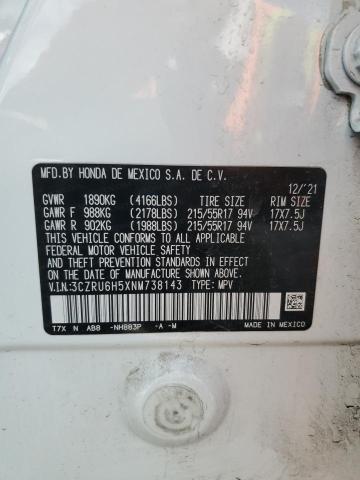 MFD.BY HONDA DE MEXICO S.A. DE C.V.
12/'21
GVWR 1890KG (4166LBS) TIRE SIZE RIM SIZE
GAWR F 988KG (2178LBS) 215/55R17 94V 17X7.5J
GAWR R 902KG (1988LBS) 215/55R17 94V 17X7.5J
THIS VEHICLE CONFORMS TO ALL APPLICABLE
FEDERAL MOTOR VEHICLE SAFETY, BUMPER, AND
THEFT PREVENTION STANDARDS IN EFFECT ON
THE DATE OF MANUFACTURE SHOWN ABOVE.
V.I.N:3CZRU6H5XNM738143 TYPE: MPV
T7X N ABB -NH883P -A -M
MADE IN MEXICO